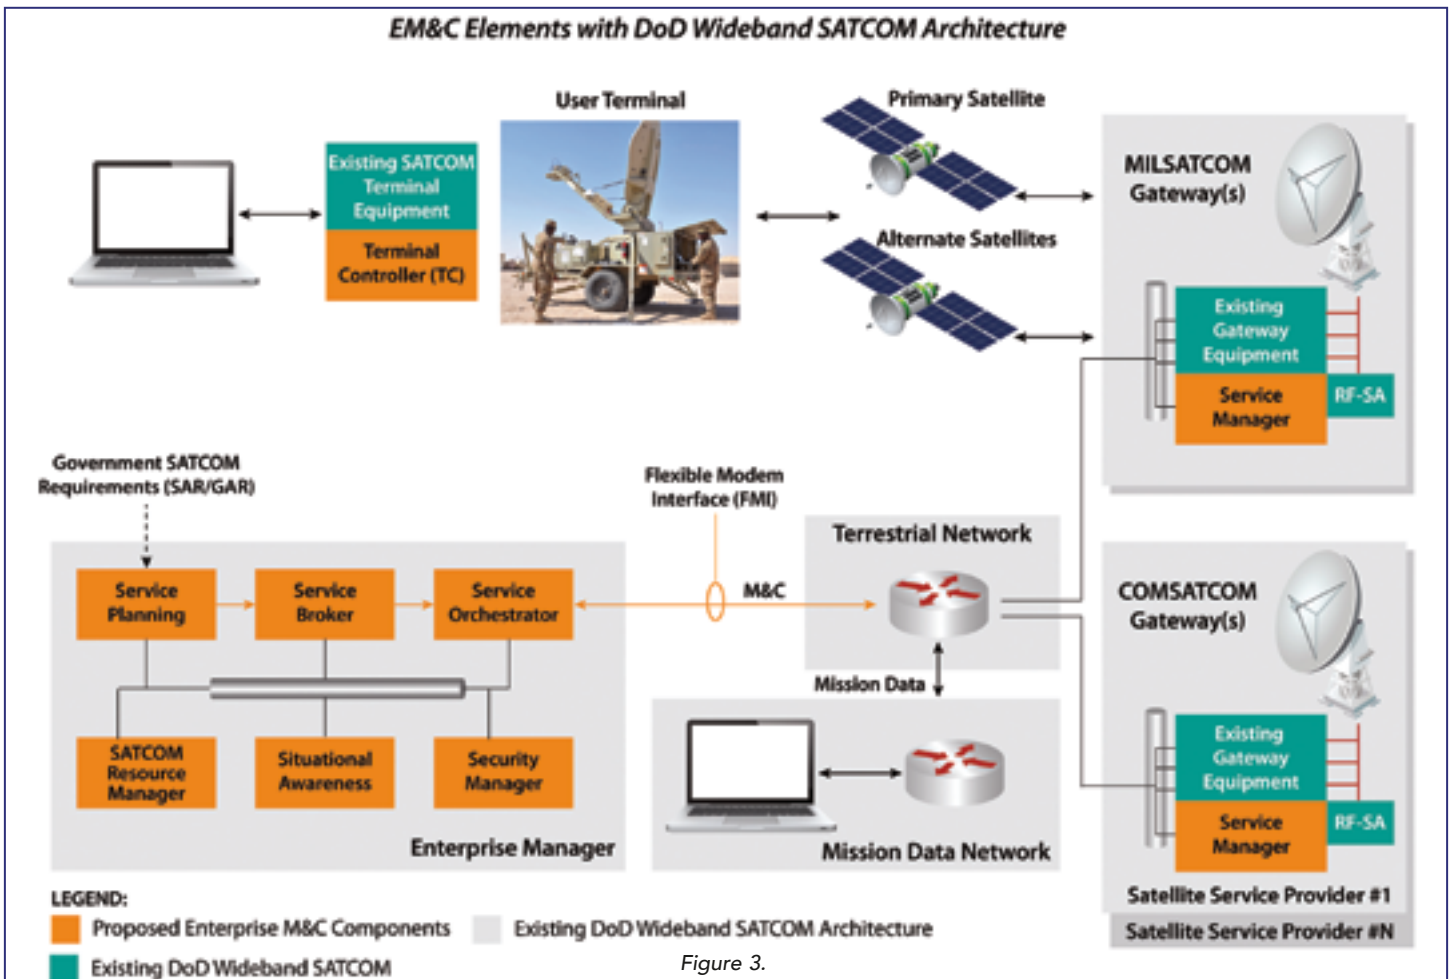 EM&C Elements with DoD Wideband SATCOM Architecture
User Terminal
Primary Satellite
Existing SATCOM
Terminal
Equipment
Terminal
Controller (TC)
Alternate Satellites
MILSATCOM
Gateway(s)
Existing
Gateway
Equipment
Service
Manager
RF-SA
Government SATCOM
Requirements (SAR/GAR)
Flexible Modem
Interface (FMI)
Service
Planning
Service
Broker
Service
Orchestrator
M&C
Terrestrial Network
Mission Data
SATCOM
Resource
Manager
Situational
Awareness
Security
Manager
Enterprise Manager
Mission Data Network
COMSATCOM
Gateway(s)
Existing
Gateway
Equipment
Service
Manager
RF-SA
Satellite Service Provider #1
Satellite Service Provider #N
LEGEND:
Proposed Enterprise M&C Components
Existing DoD Wideband SATCOM Architecture
Existing DoD Wideband SATCOM
Figure 3.